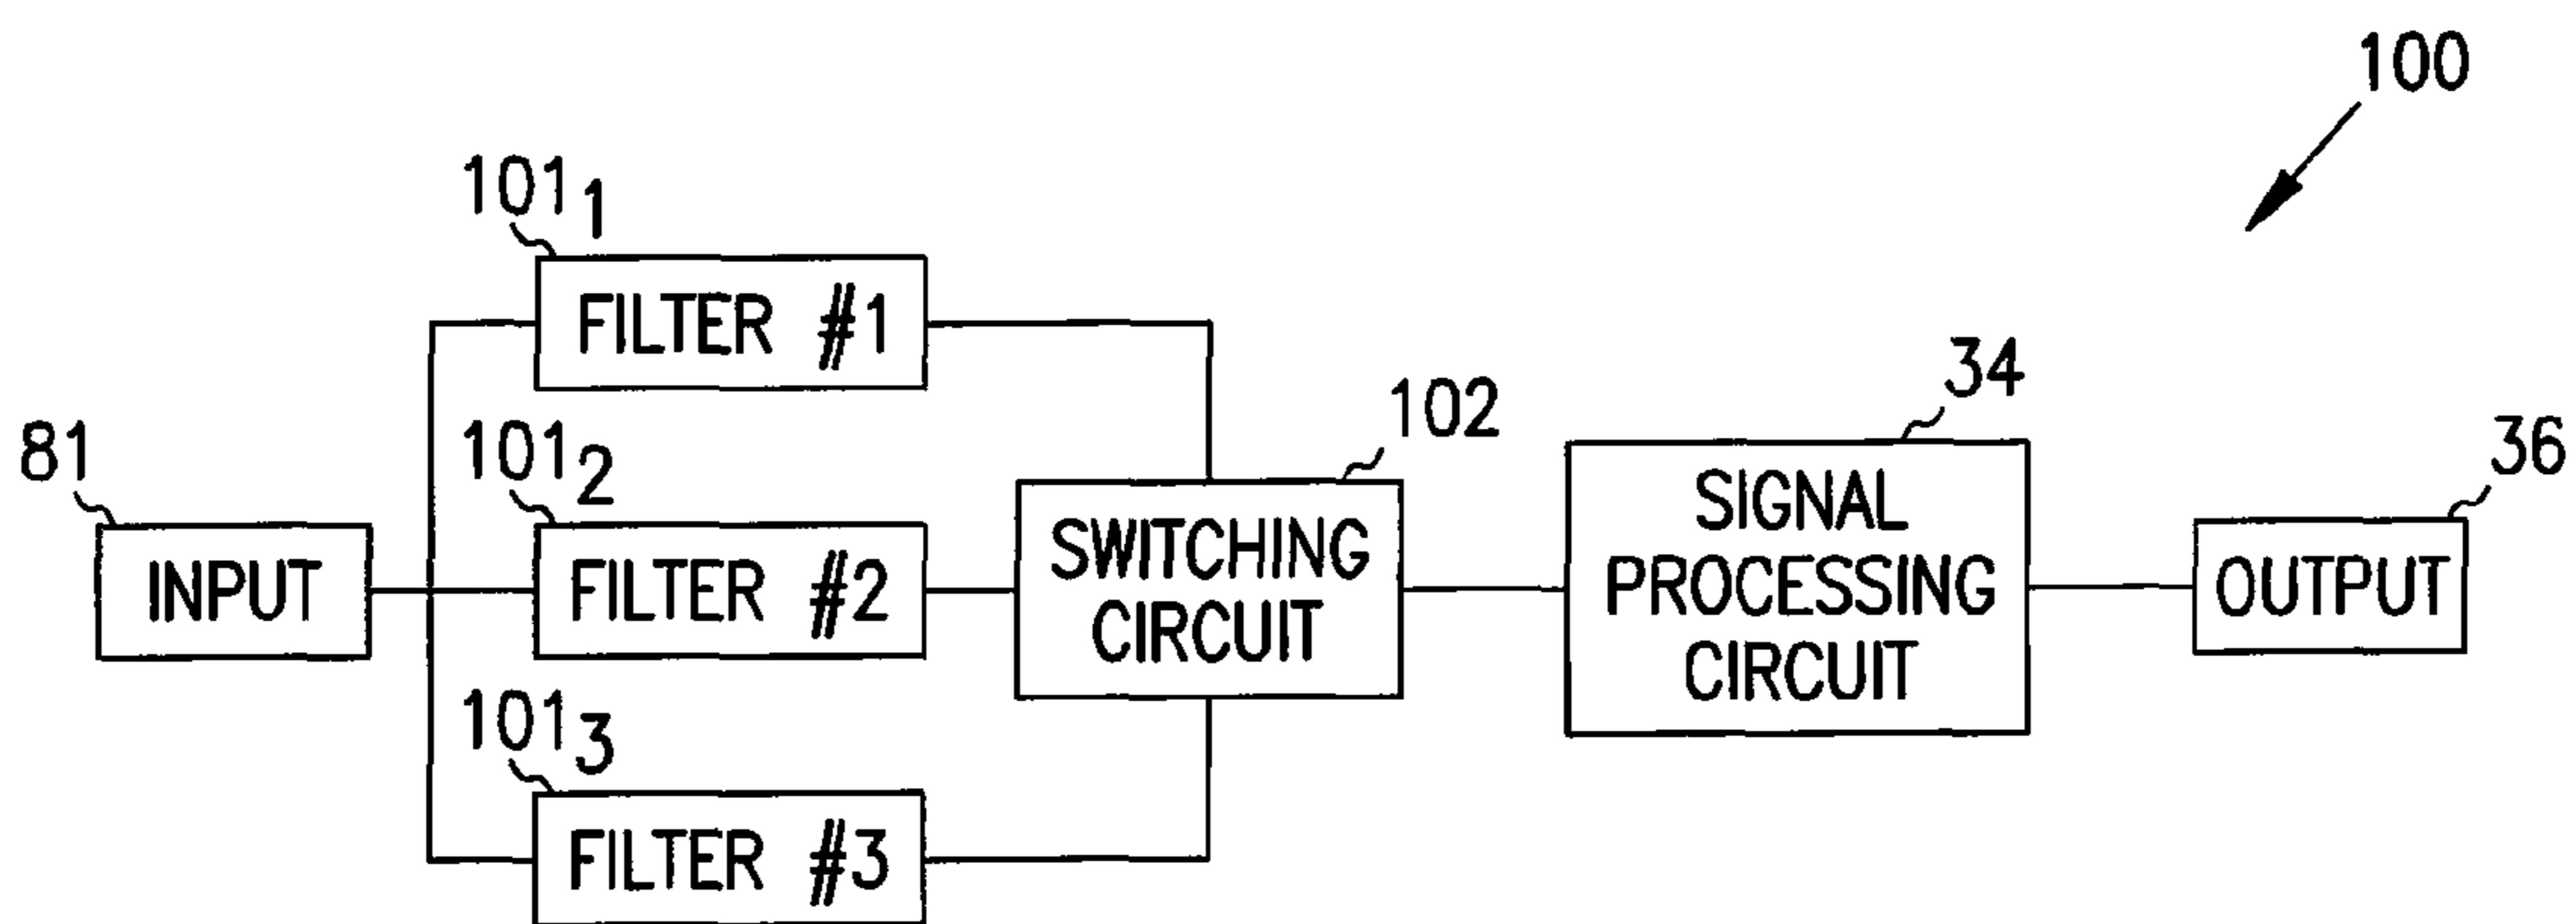 100
101₁
FILTER #1
81
INPUT
101₂
FILTER #2
101₃
FILTER #3
102
SWITCHING
CIRCUIT
34
SIGNAL
PROCESSING
CIRCUIT
36
OUTPUT